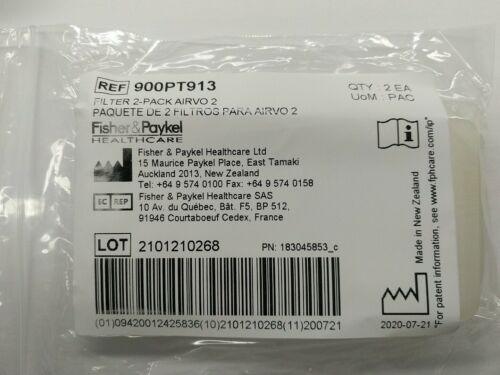 REF 900PT913
QTY : 2 EA
UoM : PAC
FILTER 2-PACK AIRVO 2
PAQUETE DE 2 FILTROS PARA AIRVO 2
Fisher&Paykel
HEALTHCARE
Fisher & Paykel Healthcare Ltd
15 Maurice Paykel Place, East Tamaki
Auckland 2013, New Zealand
Tel: +64 9 574 0100 Fax: +64 9 574 0158
EC REP
Fisher & Paykel Healthcare SAS
10 Av. du Québec, Bât. F5, BP 512,
91946 Courtaboeuf Cedex, France
LOT 2101210268
PN: 183045853_c
(01)09420012425836(10)2101210268(11)200721
i
Made in New Zealand
"For patent information, see www.fphcare.com/ip"
2020-07-21